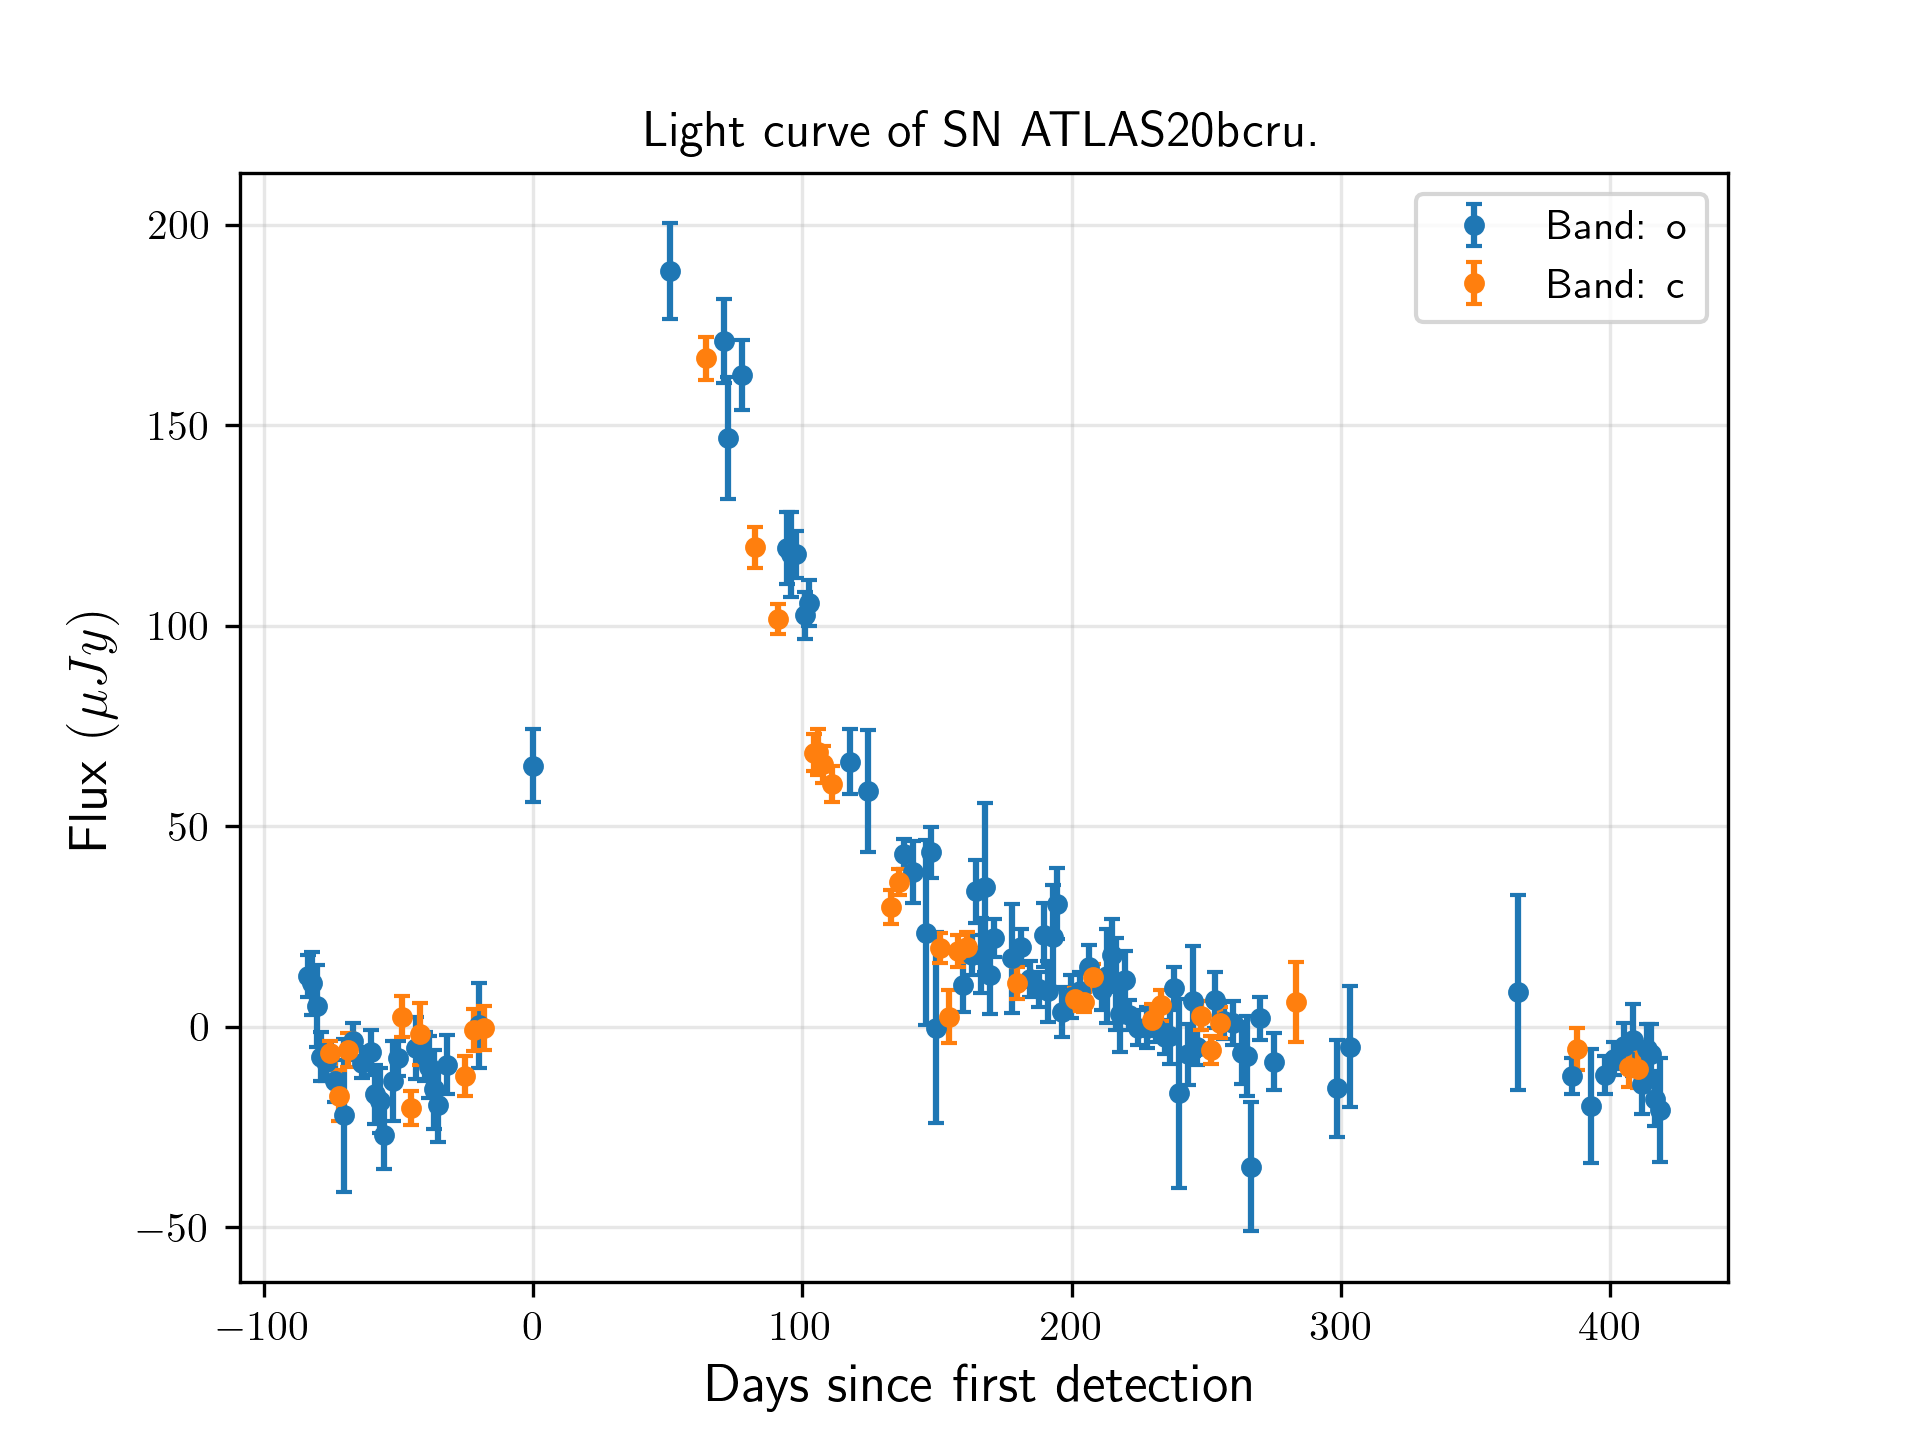 Light curve of SN ATLAS20bcru.
Band: o
Band: c
Flux (μJy)
200
150
100
50
0
−50
−100 0 100 200 300 400
Days since first detection